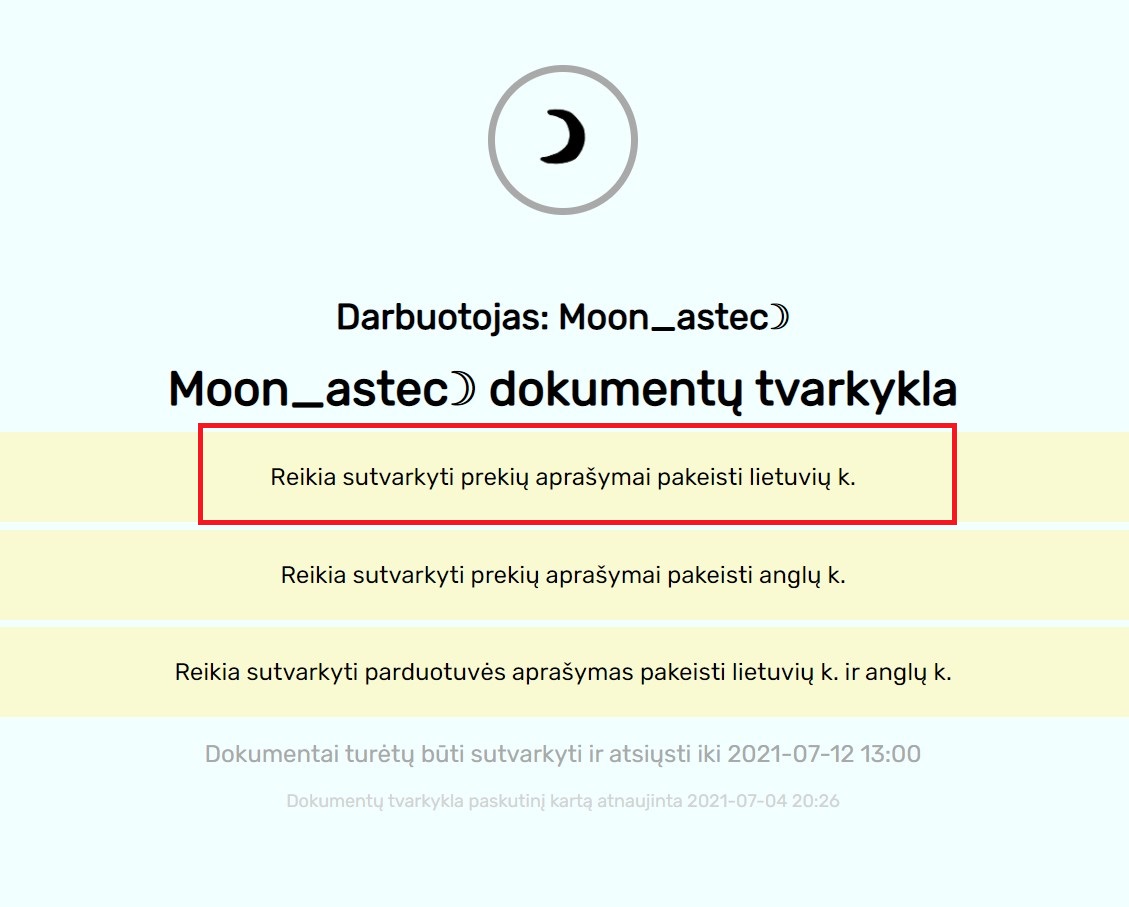 Darbuotojas: Moon_astec☽
Moon_astec☽ dokumentų tvarkykla
Reikia sutvarkyti prekių aprašymai pakeisti lietuvių k.
Reikia sutvarkyti prekių aprašymai pakeisti anglų k.
Reikia sutvarkyti parduotuvės aprašymas pakeisti lietuvių k. ir anglų k.
Dokumentai turėtų būti sutvarkyti ir atsiųsti iki 2021-07-12 13:00
Dokumentų tvarkykla paskutinį kartą atnaujinta 2021-07-04 20:26